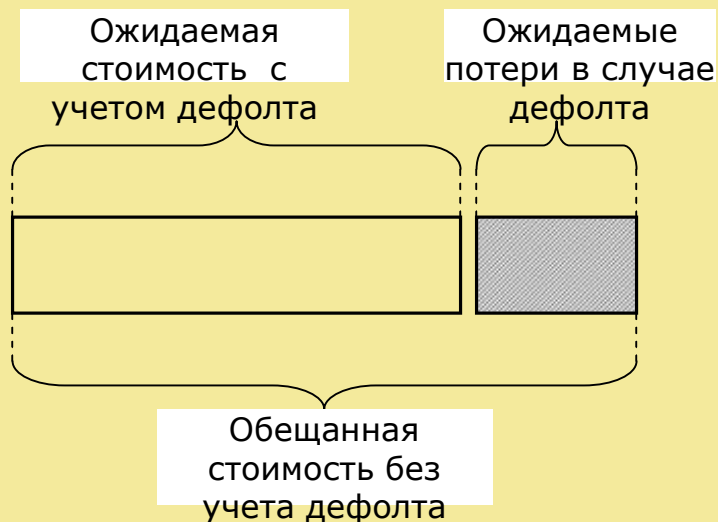 Ожидаемая
стоимость с
учетом дефолта
Ожидаемые
потери в случае
дефолта
Обещанная
стоимость без
учета дефолта